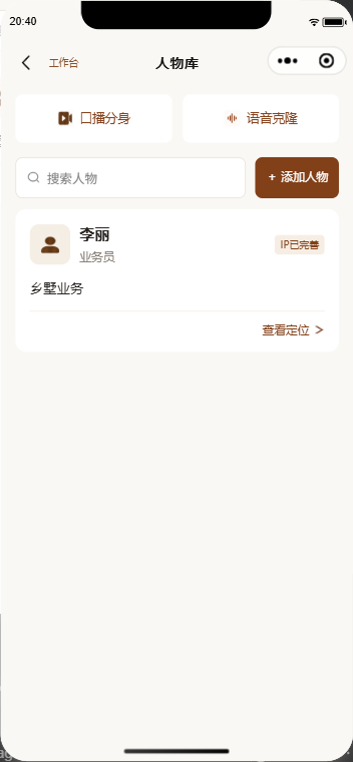 20:40
工作台
人物库
口播分身
语音克隆
搜索人物
+ 添加人物
李丽
业务员
IP已完善
乡墅业务
查看定位 >